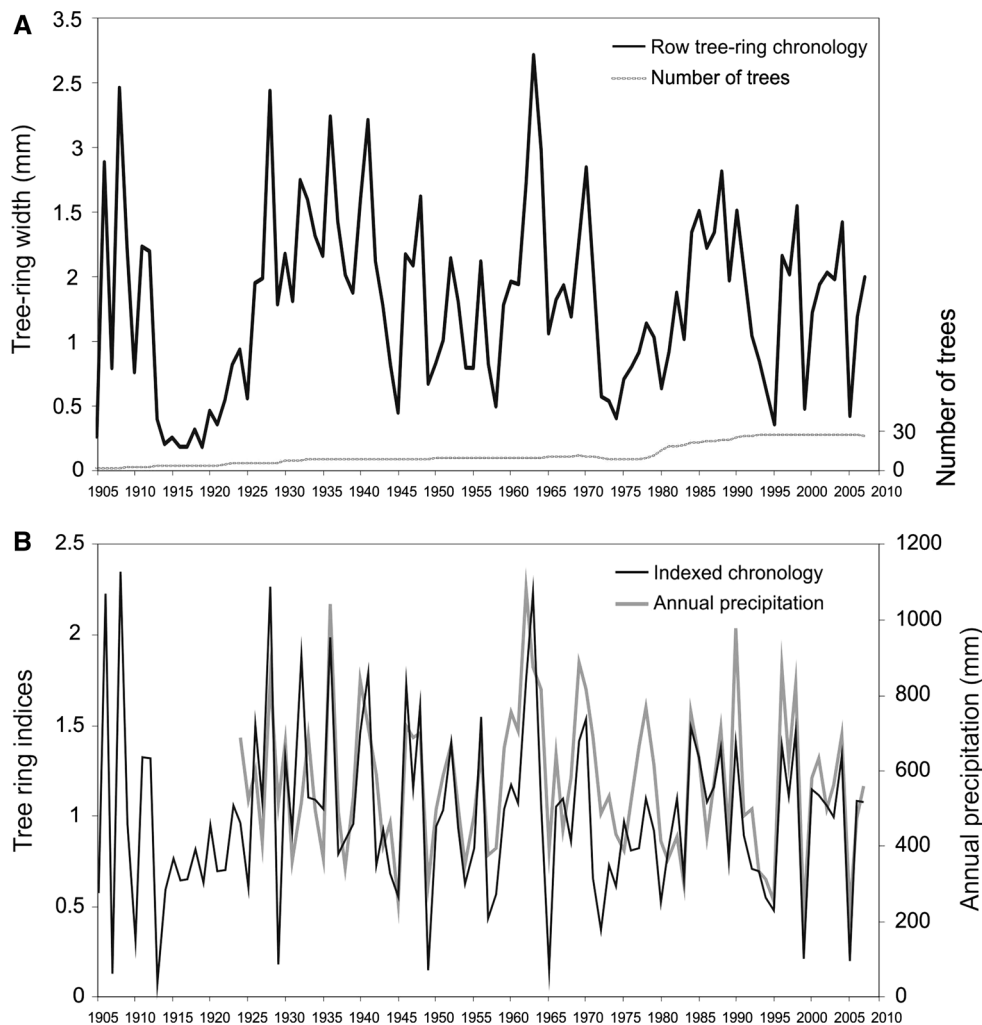 A
Tree-ring width (mm)
3.5
2.5
3
1.5
2
1
0.5
0
Row tree-ring chronology
Number of trees
Number of trees
30
0
1905 1910 1915 1920 1925 1930 1935 1940 1945 1950 1955 1960 1965 1970 1975 1980 1985 1990 1995 2000 2005 2010
B
Tree ring indices
2.5
2
1.5
1
0.5
0
Indexed chronology
Annual precipitation
Annual precipitation (mm)
1200
1000
800
600
400
200
0
1905 1910 1915 1920 1925 1930 1935 1940 1945 1950 1955 1960 1965 1970 1975 1980 1985 1990 1995 2000 2005 2010